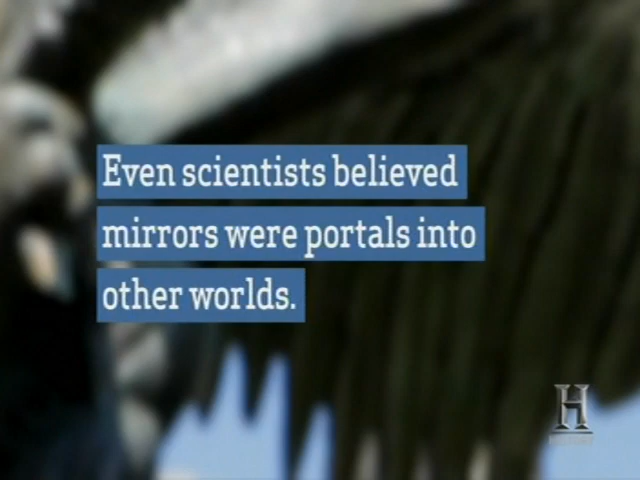 Even scientists believed
mirrors were portals into
other worlds.
H